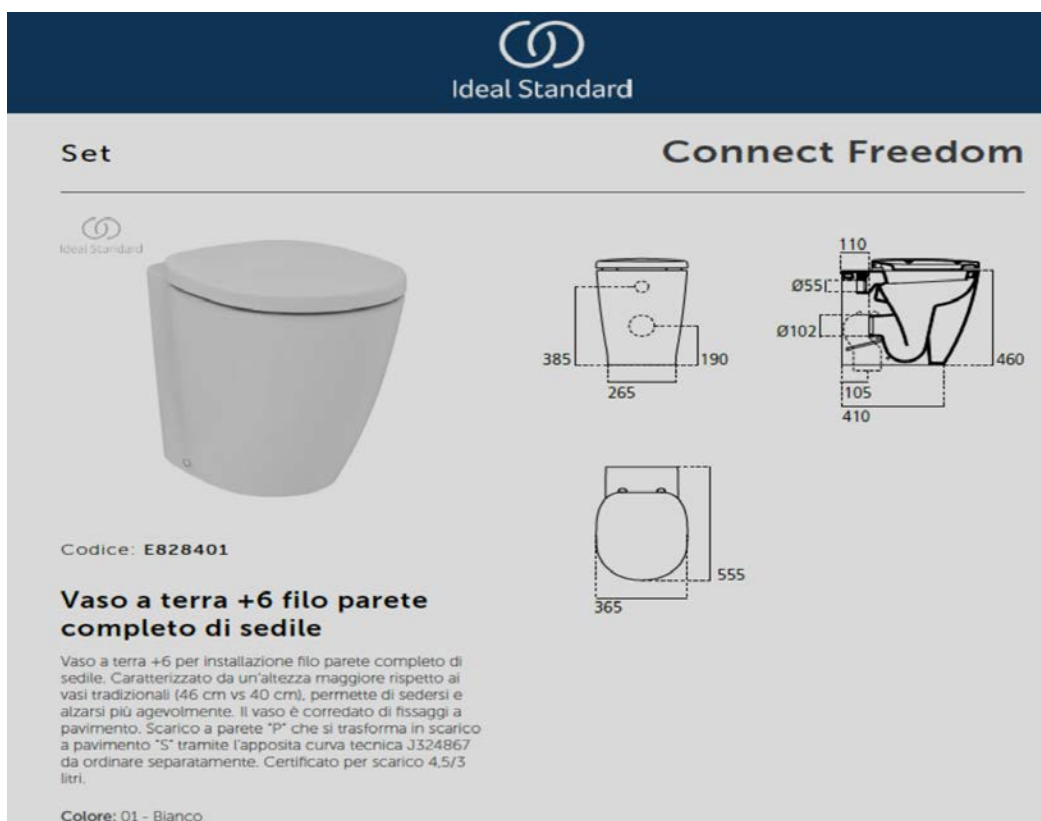 Ideal Standard
Set
Connect Freedom
Ideal Standard
110
Ø55
Ø102
385
190
460
265
105
410
555
365
Codice: E828401
Vaso a terra +6 filo parete
completo di sedile
Vaso a terra +6 per installazione filo parete completo di
sedile. Caratterizzato da un'altezza maggiore rispetto ai
vasi tradizionali (46 cm vs 40 cm), permette di sedersi e
alzarsi più agevolmente. Il vaso è corredato di fissaggi a
pavimento. Scarico a parete "P" che si trasforma in scarico
a pavimento "S" tramite l'apposita curva tecnica J324867
da ordinare separatamente. Certificato per scarico 4,5/3
litri.
Colore: 01 - Bianco